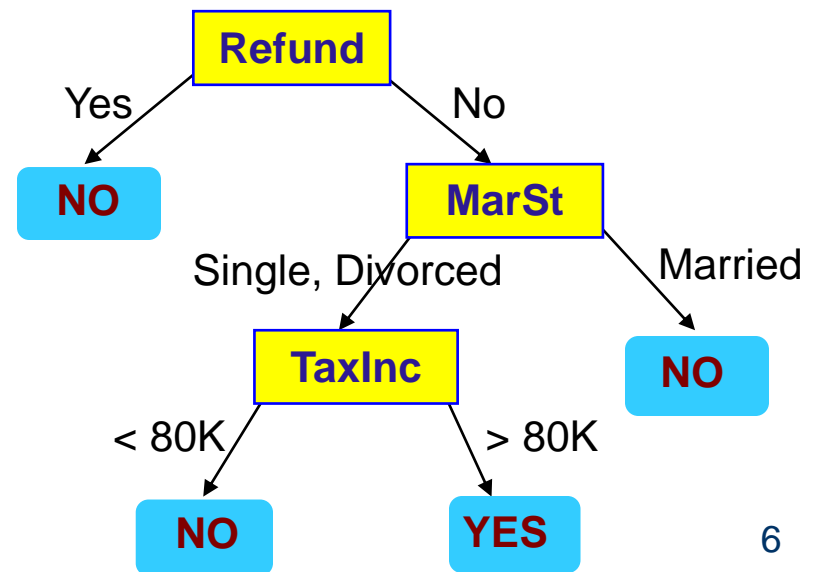 Refund
Yes
No
NO
MarSt
Single, Divorced
Married
TaxInc
NO
< 80K
> 80K
NO
YES
6